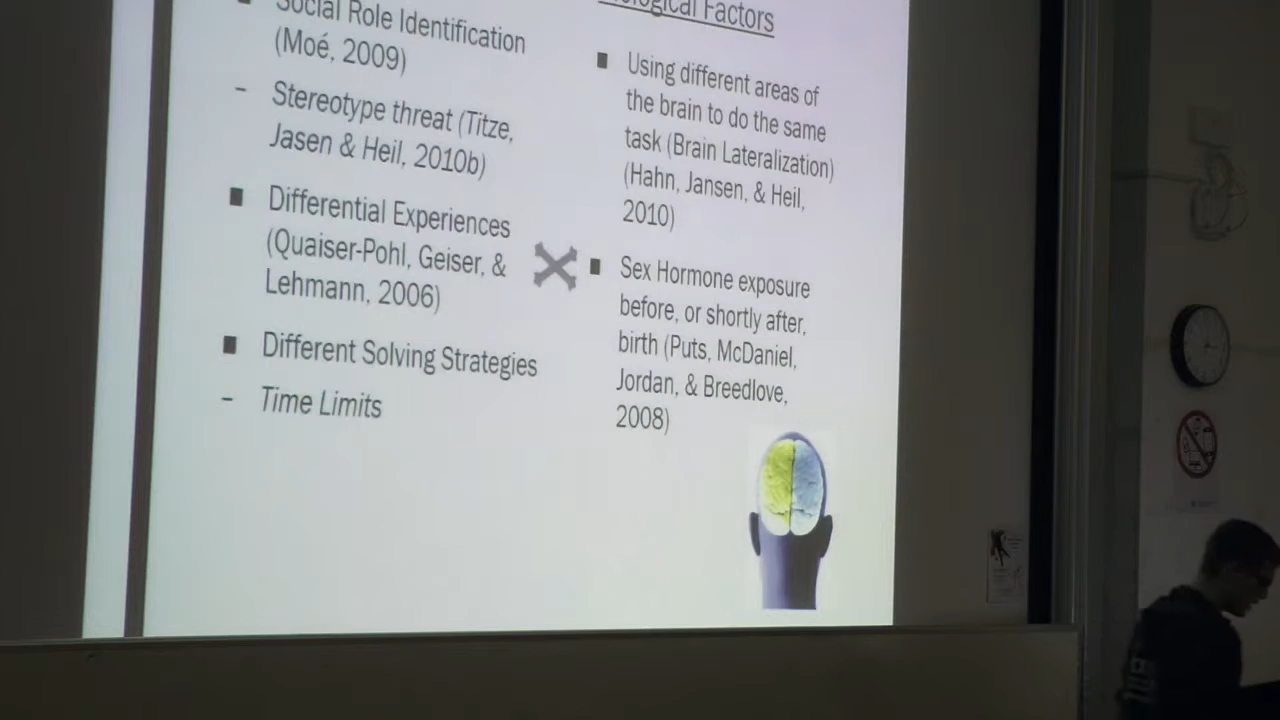 Social Role Identification
(Moé, 2009)
– Stereotype threat (Titze,
Jasen & Heil, 2010b)
Differential Experiences
(Quaiser-Pohl, Geiser, &
Lehmann, 2006)
Different Solving Strategies
– Time Limits
Factors
Using different areas of
the brain to do the same
task (Brain Lateralization)
(Hahn, Jansen, & Heil,
2010)
Sex Hormone exposure
before, or shortly after,
birth (Puts, McDaniel,
Jordan, & Breedlove,
2008)